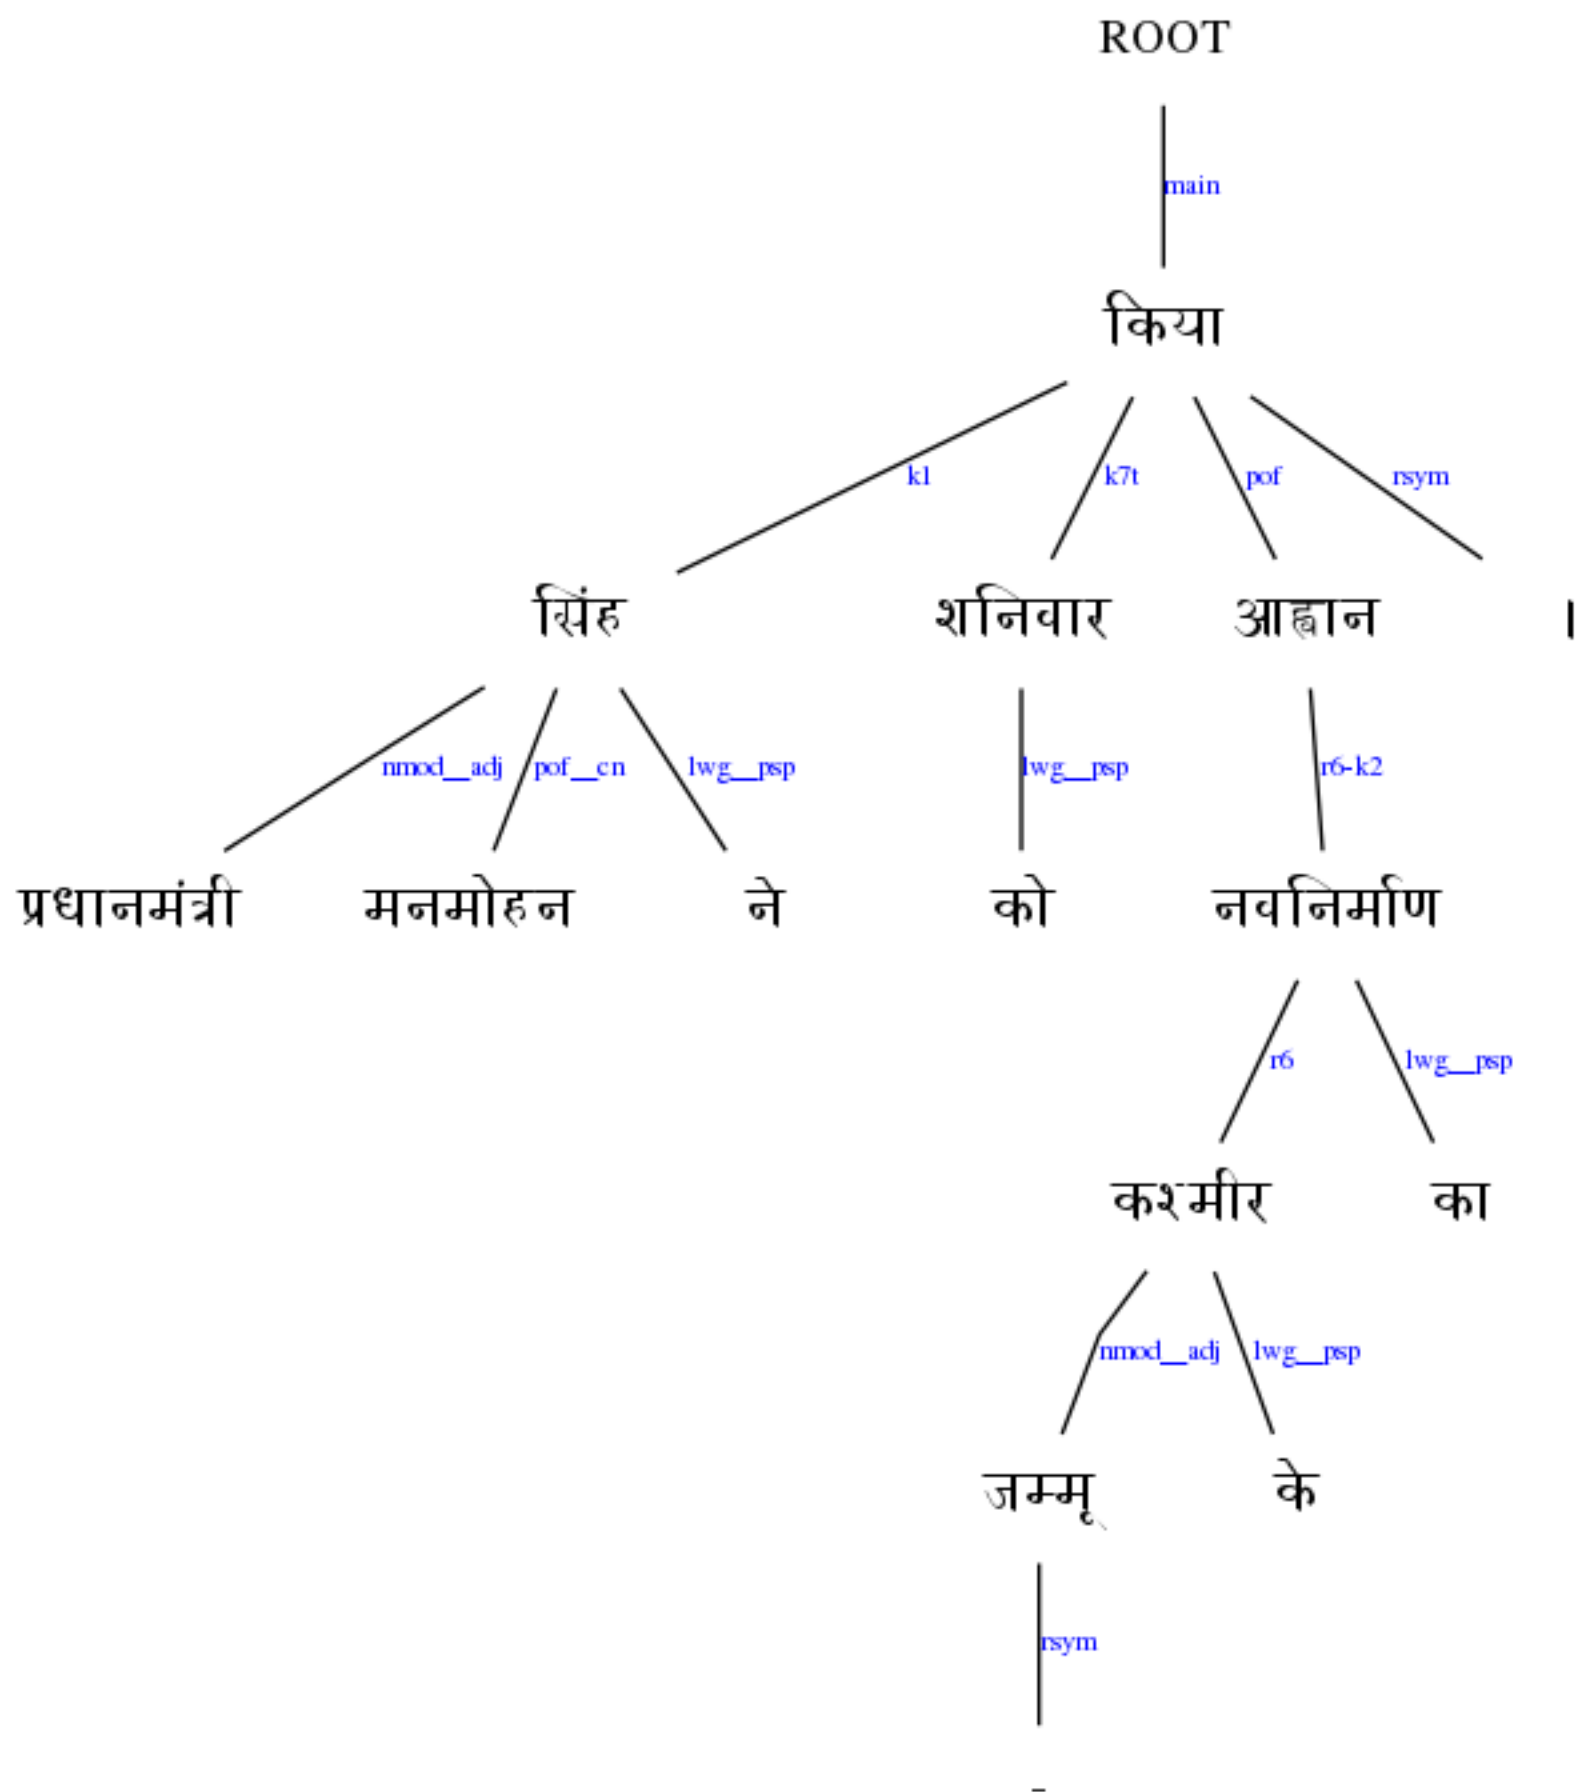 ROOT
main
किया
k1 k7t pof rsym
सिंह शनिवार आह्वान ।
nmod__adj pof__cn lwg__psp lwg__psp r6-k2
प्रधानमंत्री मनमोहन ने को नवनिर्माण
r6 lwg__psp
कश्मीर का
nmod__adj lwg__psp
जम्मू के
rsym
-